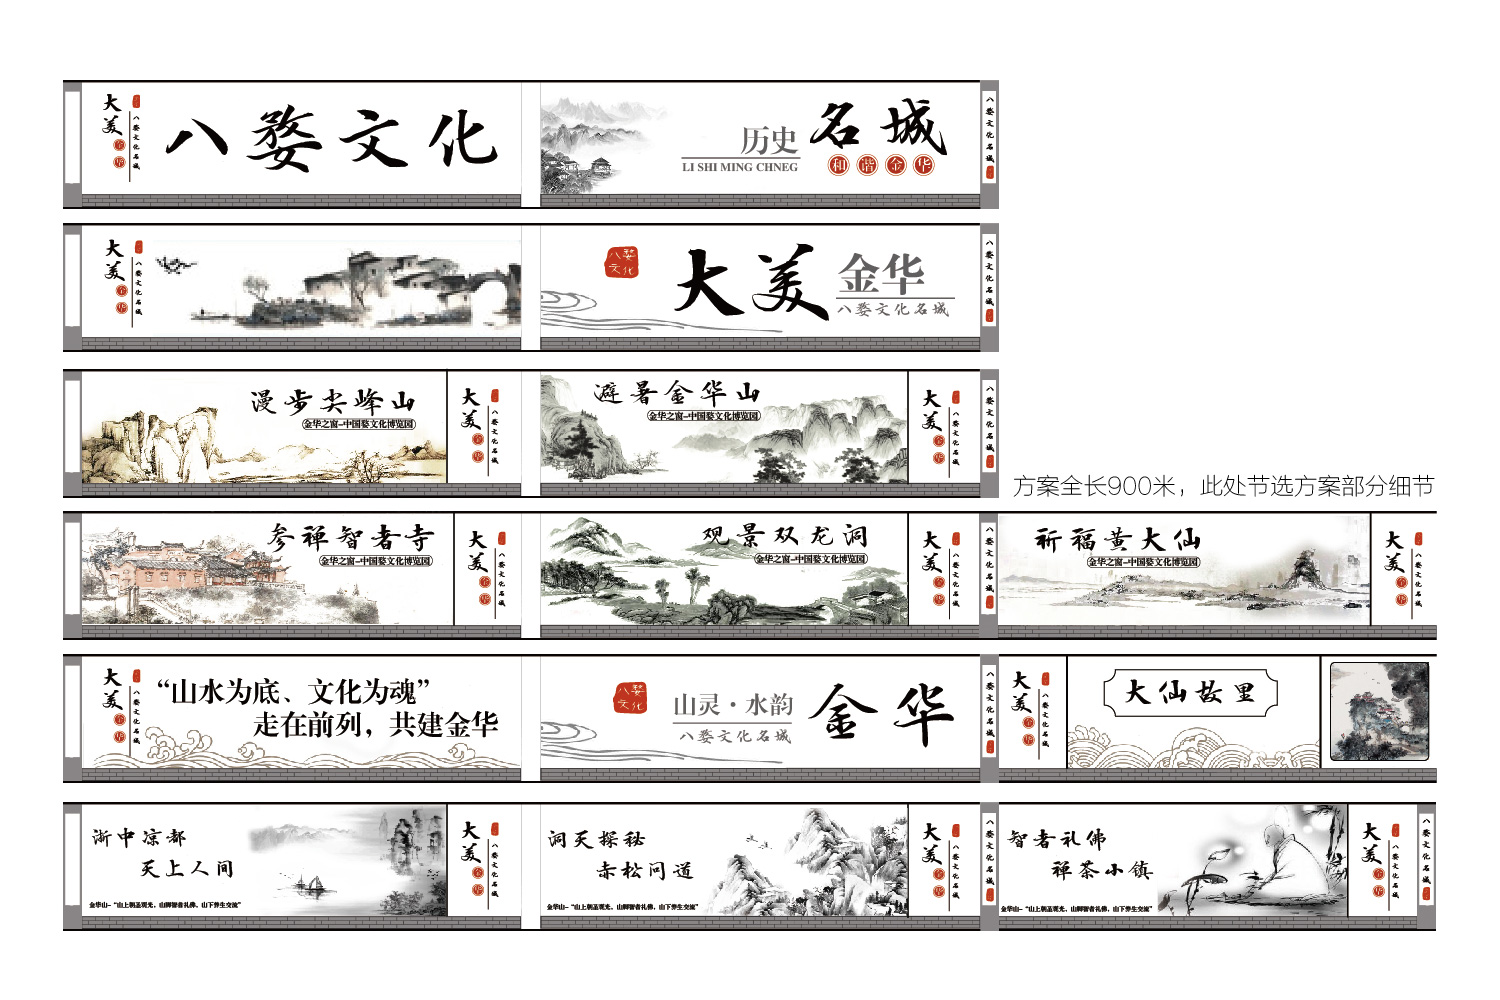 大美
金华
八婺文化名城
八婺文化
历史
LI SHI MING CHNEG
名城
和谐金华
八婺文化名城
大美
金华
八婺文化名城
八婺
文化
大美
金华
八婺文化名城
八婺文化名城
漫步尖峰山
金华之窗-中国婺文化博览园
大美
金华
八婺文化名城
避暑金华山
金华之窗-中国婺文化博览园
大美
金华
八婺文化名城
八婺文化名城
方案全长900米，此处节选方案部分细节
参禅智者寺
金华之窗-中国婺文化博览园
大美
金华
八婺文化名城
观景双龙洞
金华之窗-中国婺文化博览园
大美
金华
八婺文化名城
八婺文化名城
祈福黄大仙
金华之窗-中国婺文化博览园
大美
金华
八婺文化名城
大美
金华
八婺文化名城
“山水为底、文化为魂”
走在前列，共建金华
八婺
文化
山灵·水韵
八婺文化名城
金华
八婺文化名城
大美
金华
八婺文化名城
大仙故里
浙中凉都
天上人间
金华山-“山上朝圣观光，山脚智者礼佛，山下养生交流”
大美
金华
八婺文化名城
洞天探秘
赤松问道
金华山-“山上朝圣观光，山脚智者礼佛，山下养生交流”
大美
金华
八婺文化名城
八婺文化名城
智者礼佛
禅茶小镇
金华山-“山上朝圣观光，山脚智者礼佛，山下养生交流”
大美
金华
八婺文化名城
八婺文化名城